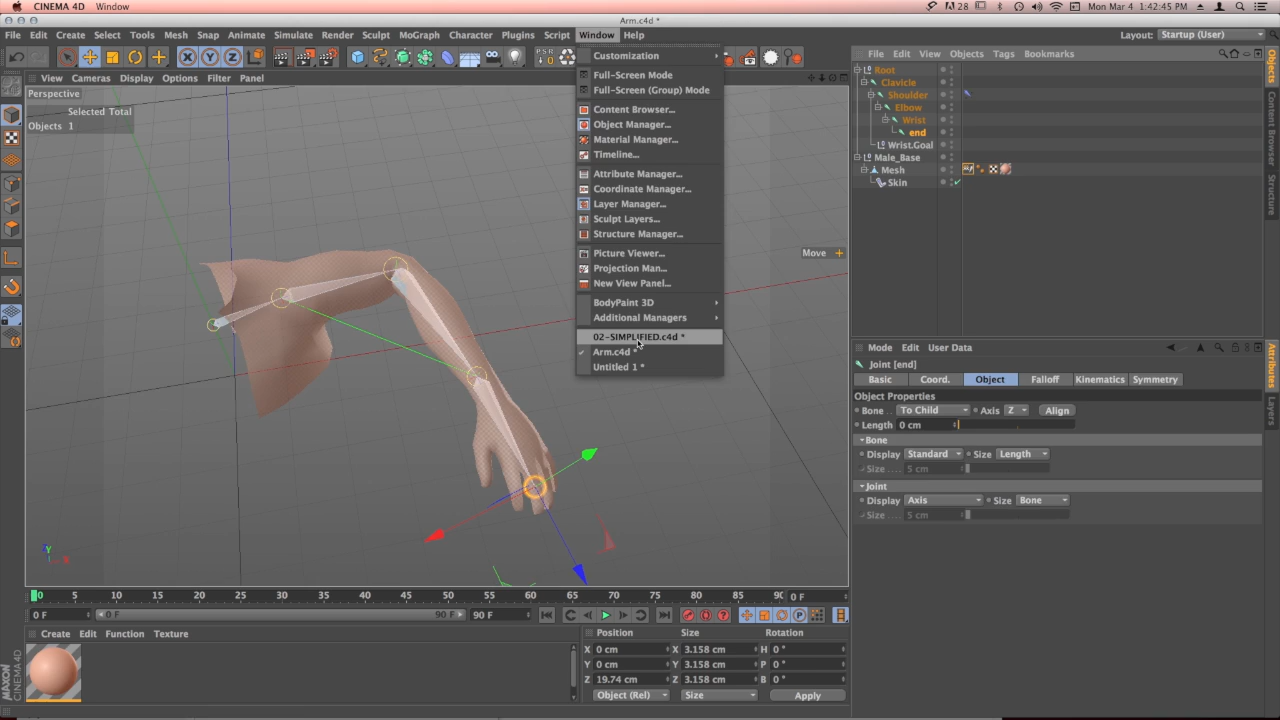 CINEMA 4D Window 28 Mon Mar 4 1:42:45 PM
Arm.c4d *
File Edit Create Select Tools Mesh Snap Animate Simulate Render Sculpt MoGraph Character Plugins Script Window Help Layout: Startup (User)
X Y Z PSR
View Cameras Display Options Filter Panel
Perspective
Selected Total
Objects 1
Customization
Full-Screen Mode
Full-Screen (Group) Mode
Content Browser...
Object Manager...
Material Manager...
Timeline...
Attribute Manager...
Coordinate Manager...
Layer Manager...
Sculpt Layers...
Structure Manager...
Picture Viewer...
Projection Man...
New View Panel...
BodyPaint 3D
Additional Managers
02-SIMPLIFIED.c4d *
Arm.c4d *
Untitled 1 *
Move
Y X
File Edit View Objects Tags Bookmarks
Root
Clavicle
Shoulder
Elbow
Wrist
end
Wrist.Goal
Male_Base
Mesh
Skin
Objects
Content Browser
Structure
Mode Edit User Data
Joint [end]
Basic Coord. Object Falloff Kinematics Symmetry
Object Properties
Bone To Child Axis Z Align
Length 0 cm
Bone
Display Standard Size Length
Size 5 cm
Joint
Display Axis Size Bone
Size 5 cm
Attributes
Layers
0 5 10 15 20 25 30 35 40 45 50 55 60 65 70 75 80 85 90 0 F
0 F 0 F 90 F 90 F
Create Edit Function Texture
Position Size Rotation
X 0 cm X 3.158 cm H 0 °
Y 0 cm Y 3.158 cm P 0 °
Z 19.74 cm Z 3.158 cm B 0 °
Object (Rel) Size Apply
MAXON
CINEMA 4D